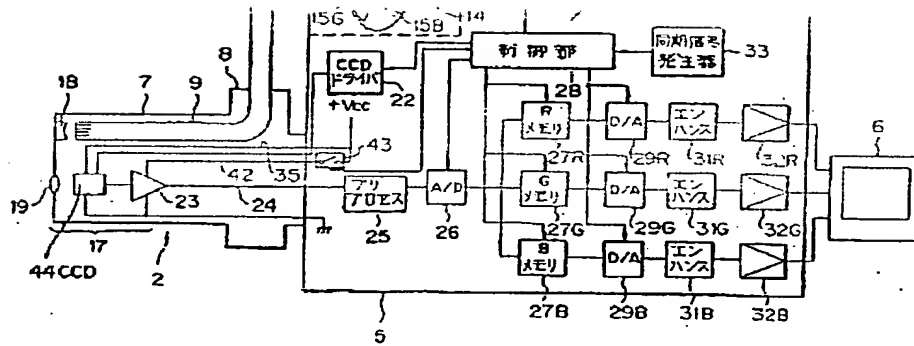 15G
15B
14
8
CCD
ドライバ
22
+Vcc
制御部
28
同期信号
発生器
33
18
7
9
43
R
メモリ
27R
D/A
29R
エン
ハンス
31R
32R
6
42
35
19
23
24
プリ
プロセス
25
A/D
26
G
メモリ
27G
D/A
29G
エン
ハンス
31G
32G
17
44CCD
2
B
メモリ
27B
D/A
29B
エン
ハンス
31B
32B
5